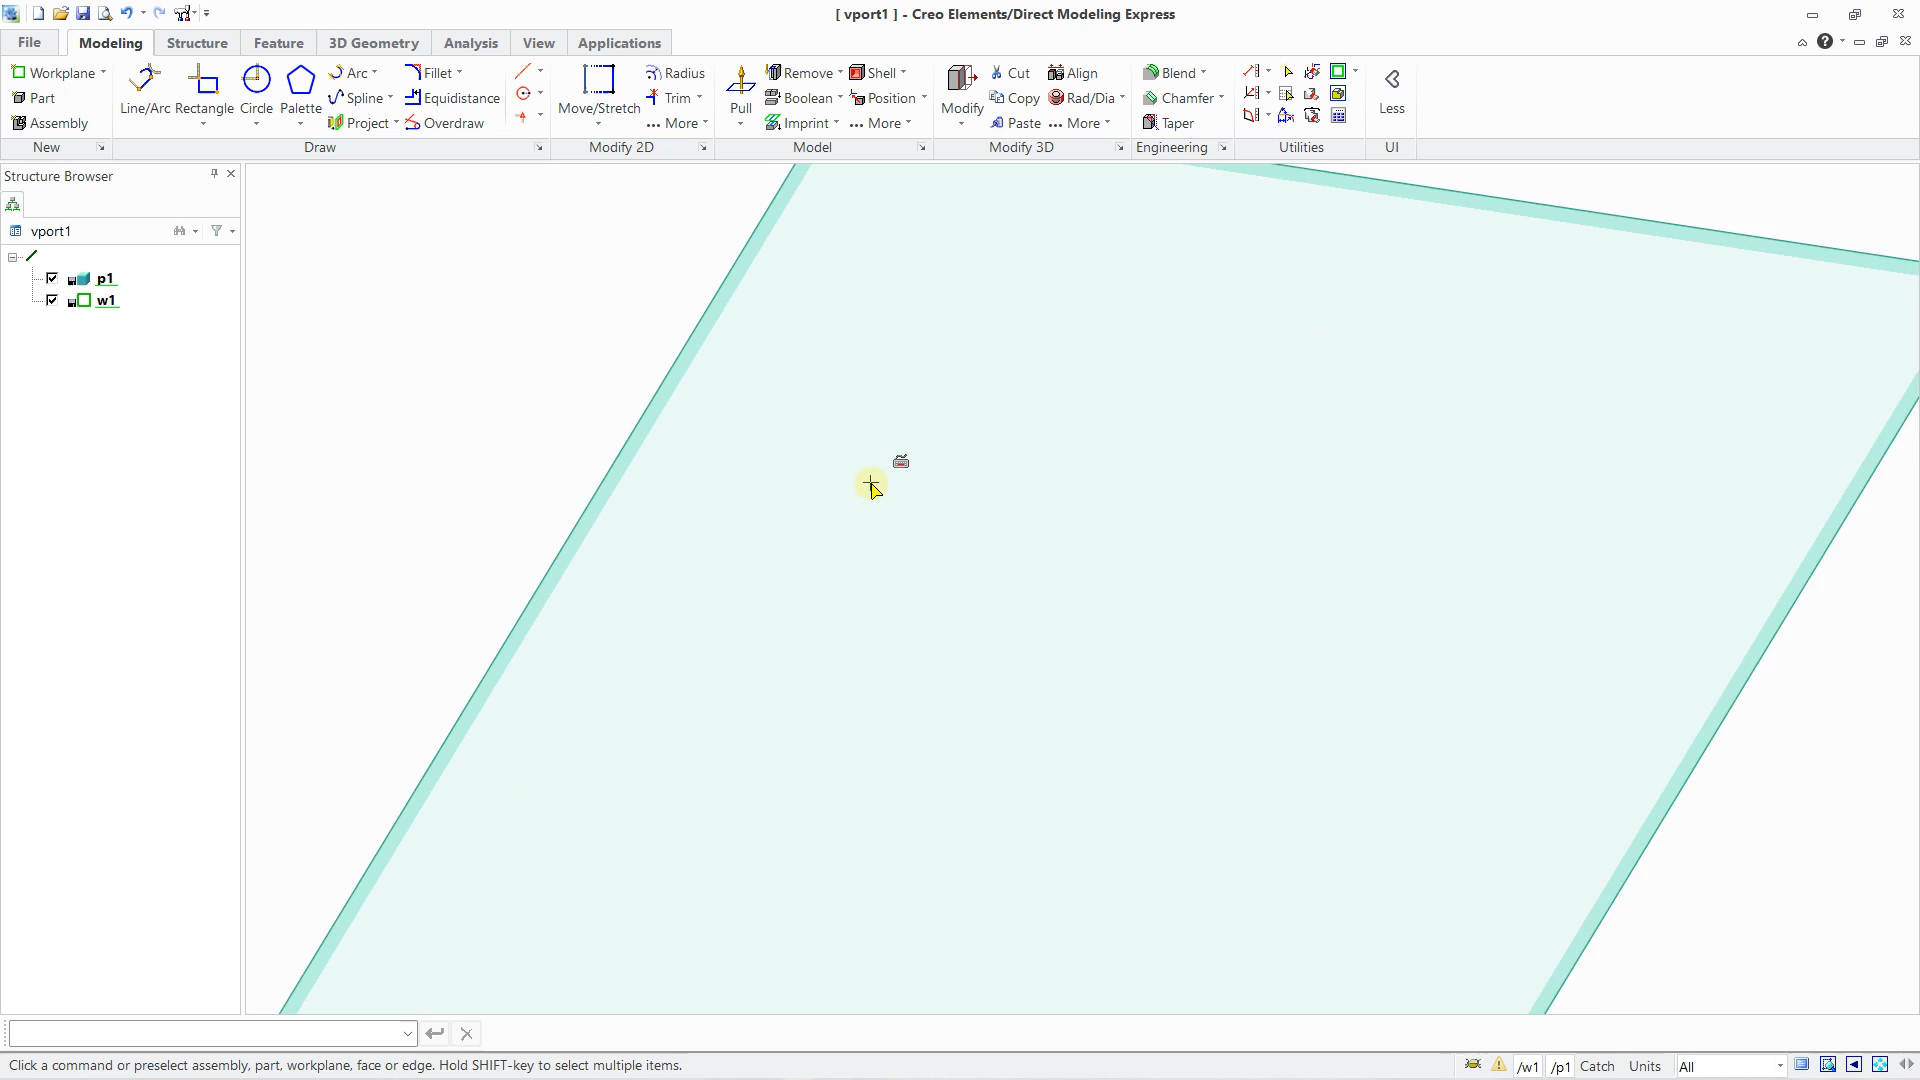 [ vport1 ] - Creo Elements/Direct Modeling Express
File Modeling Structure Feature 3D Geometry Analysis View Applications
Workplane Part Assembly New
Line/Arc Rectangle Circle Palette Arc Spline Project Fillet Equidistance Overdraw Draw
Move/Stretch Radius Trim ... More Modify 2D
Pull Remove Boolean Imprint Shell Position ... More Model
Modify Cut Copy Paste Align Rad/Dia ... More Modify 3D
Blend Chamfer Taper Engineering
Utilities
Less UI
Structure Browser
vport1
p1
w1
Click a command or preselect assembly, part, workplane, face or edge. Hold SHIFT-key to select multiple items.
/w1 /p1 Catch Units All